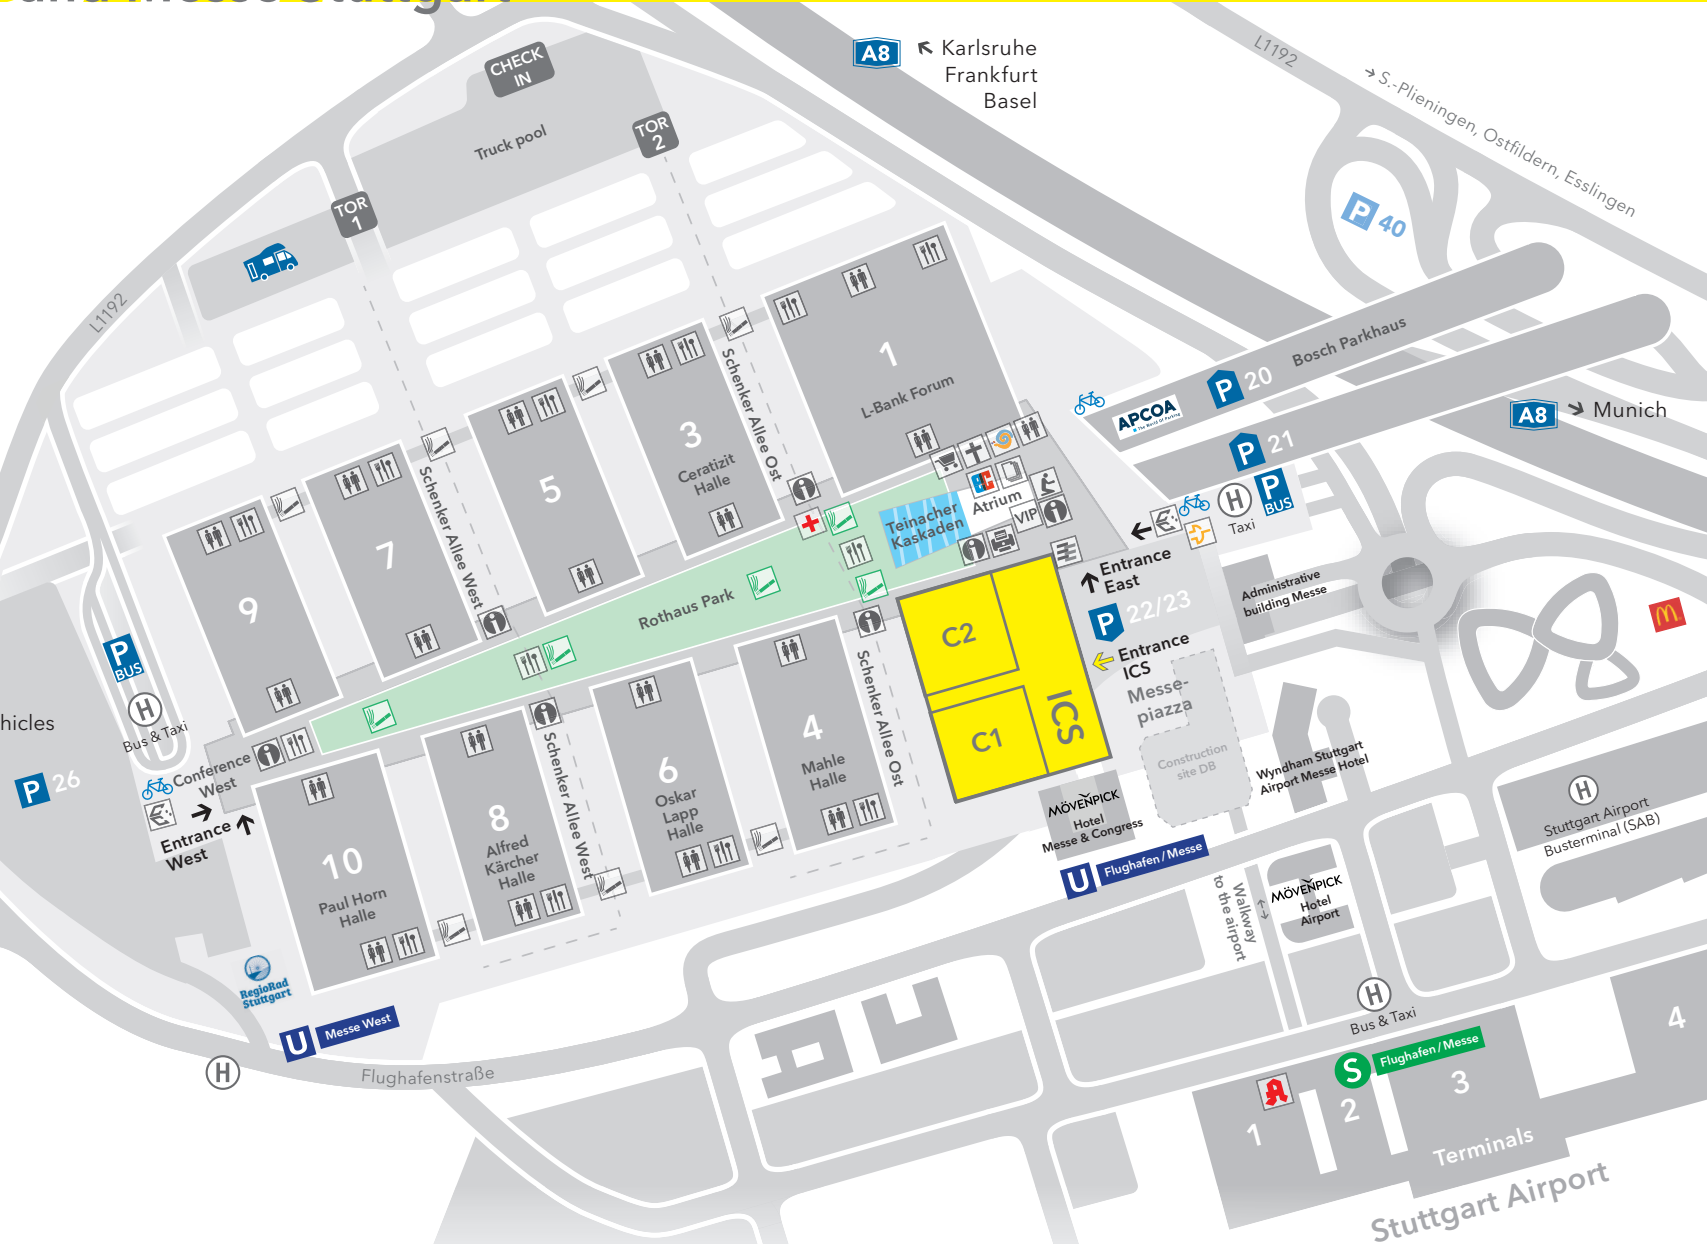 CHECK
IN
Truck pool
TOR
1
TOR
2
A8
Karlsruhe
Frankfurt
Basel
L1192
S.-Plieningen, Ostfildern, Esslingen
P 40
L1192
Bosch Parkhaus
P 20
APCOA
P 21
A8
Munich
1
L-Bank Forum
3
Ceratizit
Halle
5
7
9
Schenker Allee Ost
Schenker Allee West
Rothaus Park
Teinacher
Kaskaden
Atrium
VIP
EC
H
Taxi
P
BUS
Entrance
East
P 22/23
Entrance
ICS
Messe-
piazza
Administrative
building Messe
Construction
site DB
Wyndham Stuttgart
Airport Messe Hotel
C2
C1
ICS
P
BUS
H
Bus & Taxi
hicles
P 26
Conference
West
Entrance
West
10
Paul Horn
Halle
8
Alfred
Kärcher
Halle
Schenker Allee West
6
Oskar
Lapp
Halle
4
Mahle
Halle
Schenker Allee Ost
MÖVENPICK
Hotel
Messe & Congress
U Flughafen / Messe
Walkway
to the airport
MÖVENPICK
Hotel
Airport
H
Stuttgart Airport
Busterminal (SAB)
RegioRad
Stuttgart
U Messe West
H
Flughafenstraße
H
Bus & Taxi
S Flughafen / Messe
1
2
3
4
Terminals
Stuttgart Airport